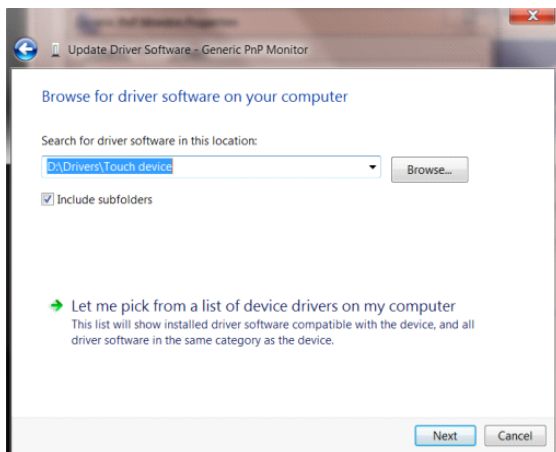 Update Driver Software - Generic PnP Monitor
Browse for driver software on your computer
Search for driver software in this location:
D:\Drivers\Touch device
Browse...
Include subfolders
Let me pick from a list of device drivers on my computer
This list will show installed driver software compatible with the device, and all
driver software in the same category as the device.
Next
Cancel